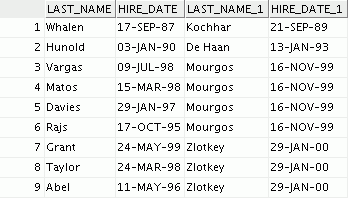 LAST_NAME HIRE_DATE LAST_NAME_1 HIRE_DATE_1
1 Whalen 17-SEP-87 Kochhar 21-SEP-89
2 Hunold 03-JAN-90 De Haan 13-JAN-93
3 Vargas 09-JUL-98 Mourgos 16-NOV-99
4 Matos 15-MAR-98 Mourgos 16-NOV-99
5 Davies 29-JAN-97 Mourgos 16-NOV-99
6 Rajs 17-OCT-95 Mourgos 16-NOV-99
7 Grant 24-MAY-99 Zlotkey 29-JAN-00
8 Taylor 24-MAR-98 Zlotkey 29-JAN-00
9 Abel 11-MAY-96 Zlotkey 29-JAN-00